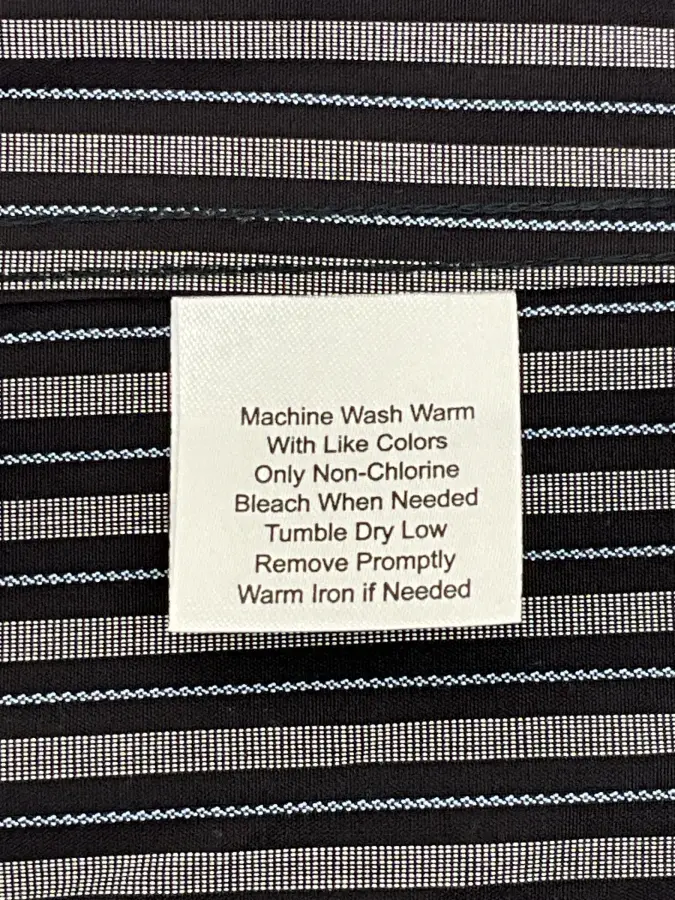 Machine Wash Warm
With Like Colors
Only Non-Chlorine
Bleach When Needed
Tumble Dry Low
Remove Promptly
Warm Iron if Needed